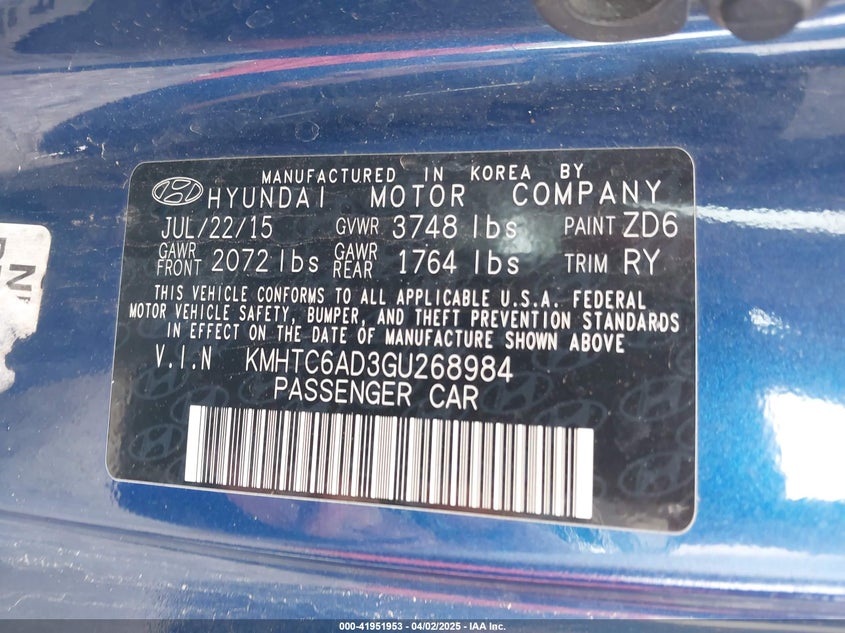 MANUFACTURED IN KOREA BY
HYUNDAI MOTOR COMPANY
JUL/22/15 GVWR 3748 lbs PAINT ZD6
GAWR FRONT 2072 lbs GAWR REAR 1764 lbs TRIM RY
THIS VEHICLE CONFORMS TO ALL APPLICABLE U.S.A. FEDERAL
MOTOR VEHICLE SAFETY, BUMPER, AND THEFT PREVENTION STANDARDS
IN EFFECT ON THE DATE OF MANUFACTURE SHOWN ABOVE
V.I.N KMHTC6AD3GU268984
PASSENGER CAR
000-41951953 - 04/02/2025 - IAA Inc.